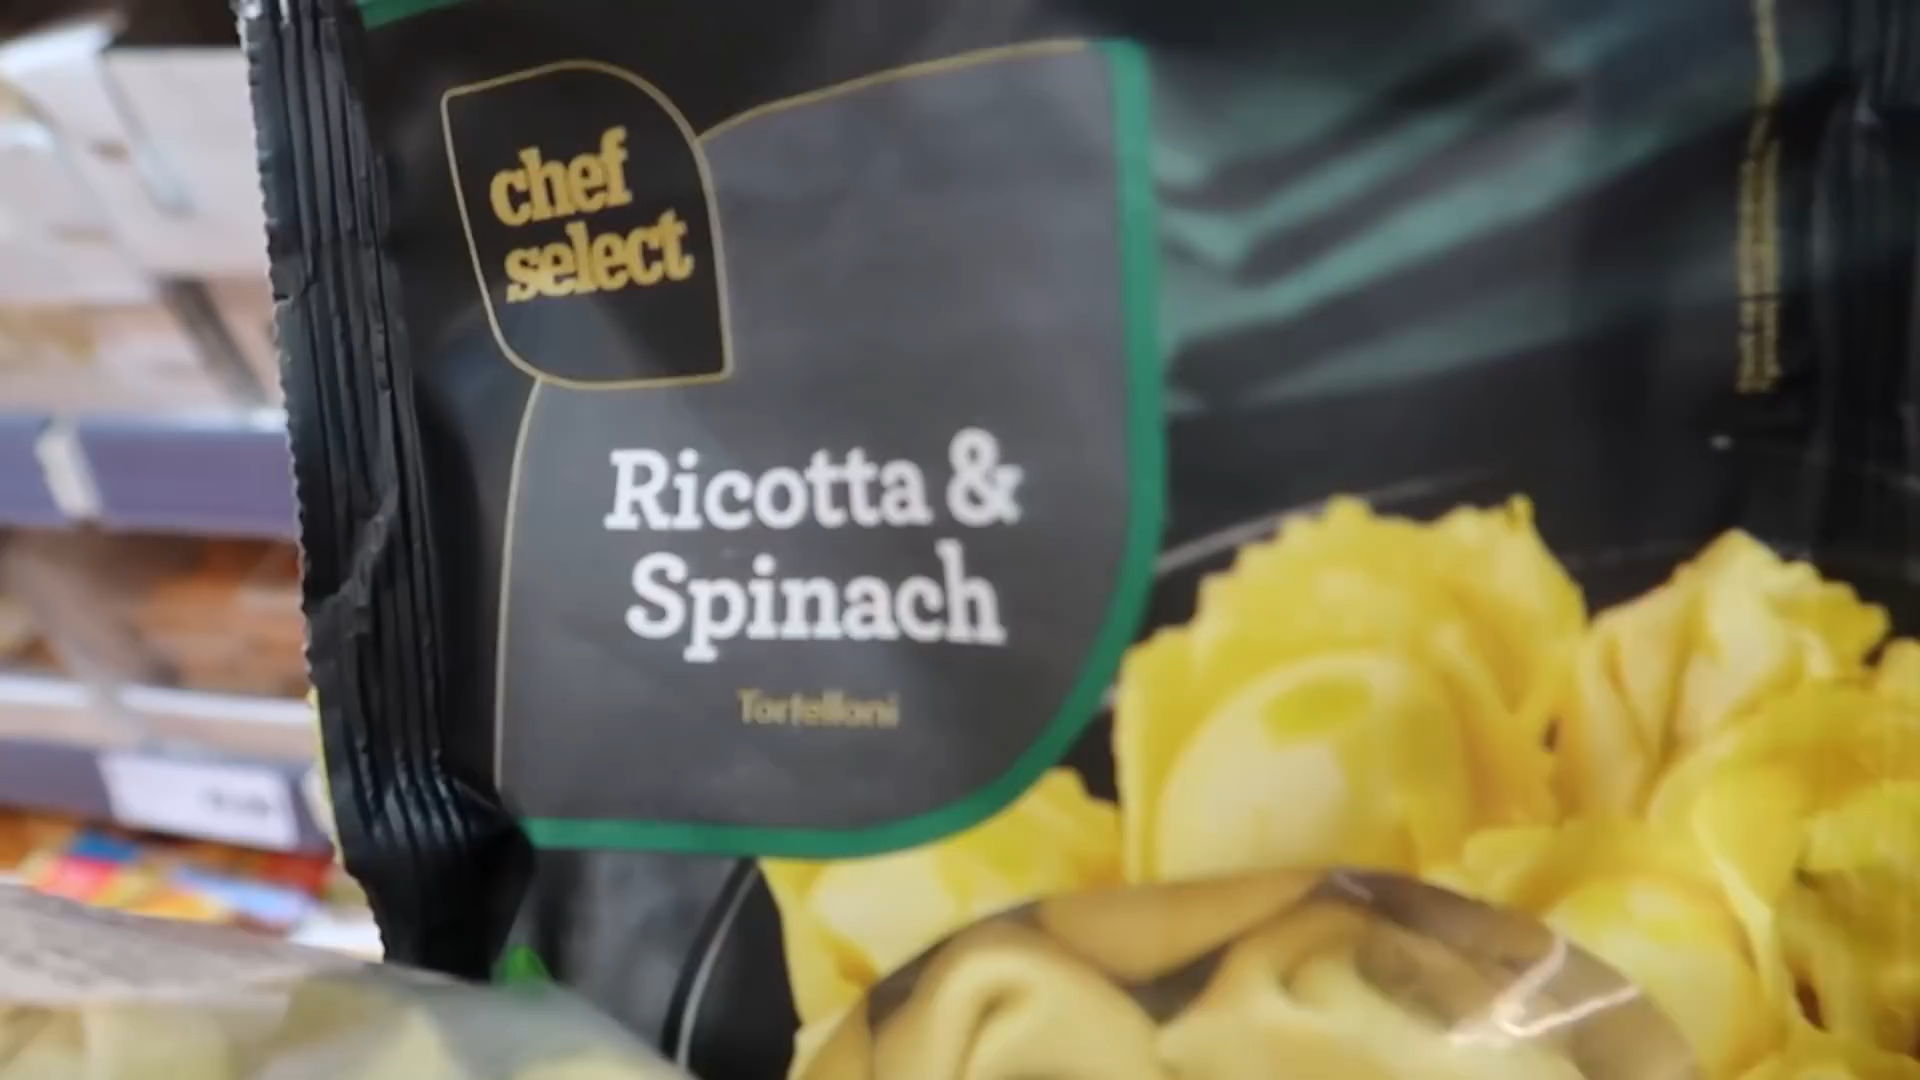 chef
select
Ricotta &
Spinach
Tortelloni